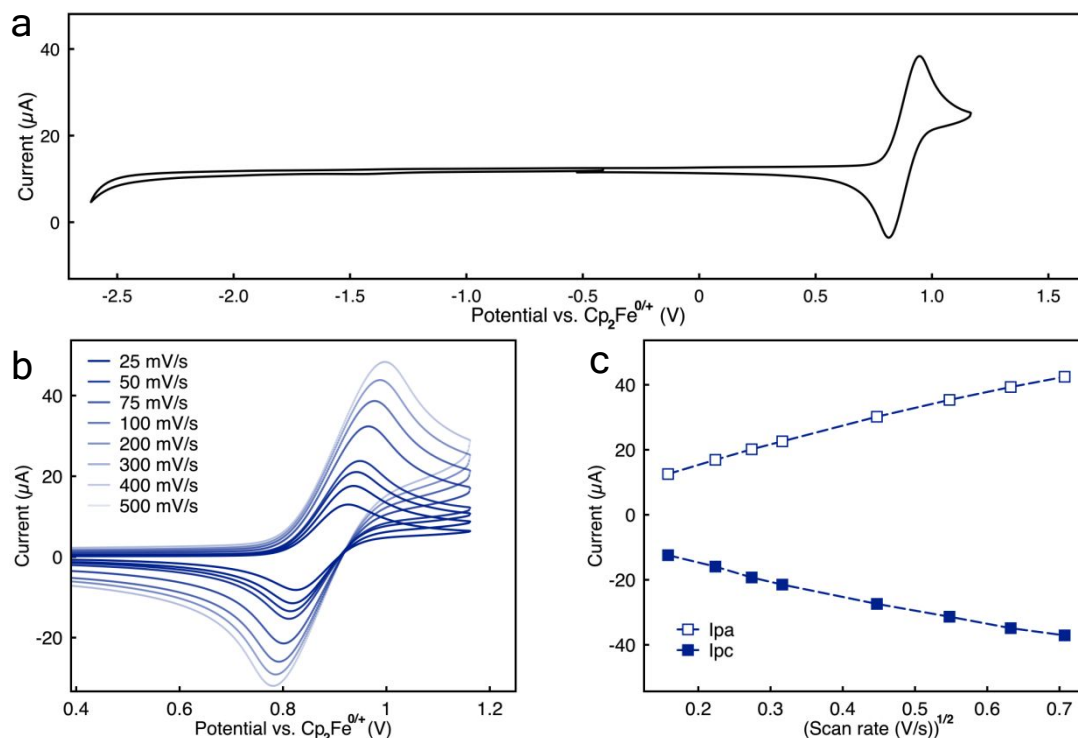 a
Current (µA)
40
20
0
-2.5 -2.0 -1.5 -1.0 -0.5 0 0.5 1.0 1.5
Potential vs. Cp₂Fe⁰/⁺ (V)
b
Current (µA)
40
20
0
-20
25 mV/s
50 mV/s
75 mV/s
100 mV/s
200 mV/s
300 mV/s
400 mV/s
500 mV/s
0.4 0.6 0.8 1 1.2
Potential vs. Cp₂Fe⁰/⁺ (V)
c
Current (µA)
40
20
0
-20
-40
Ipa
Ipc
0.2 0.3 0.4 0.5 0.6 0.7
(Scan rate (V/s))¹/²